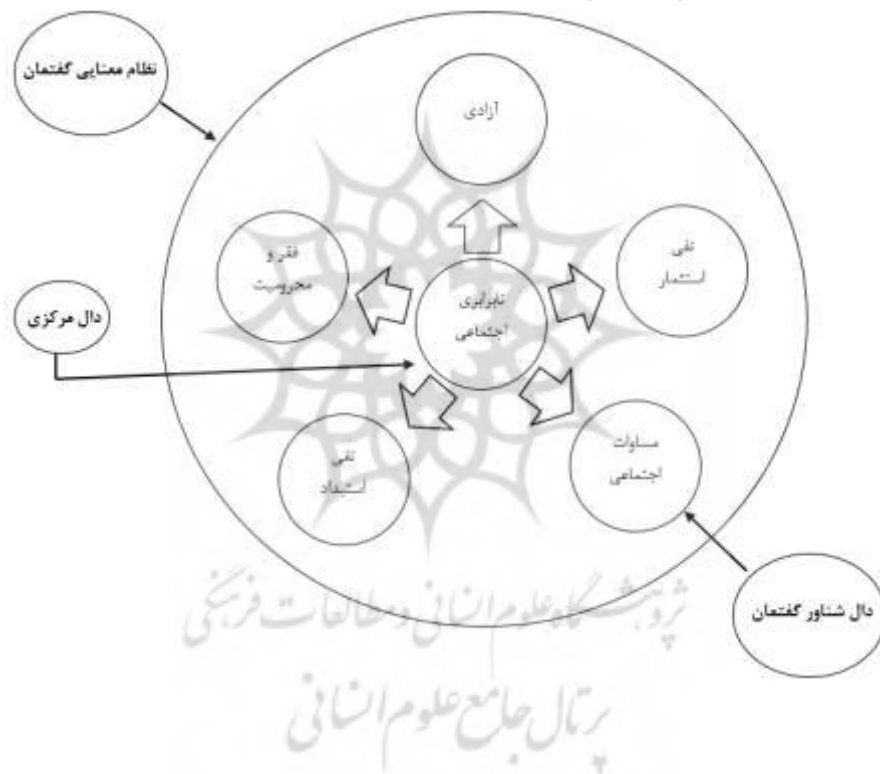 نظام معنایی گفتمان
آزادی
نفی
استثمار
فقر و
محرومیت
نابرابری
اجتماعی
دال مرکزی
مساوات
اجتماعی
نفی
استبداد
دال شناور گفتمان
پژوهشگاه علوم انسانی و مطالعات فرهنگی
پرتال جامع علوم انسانی